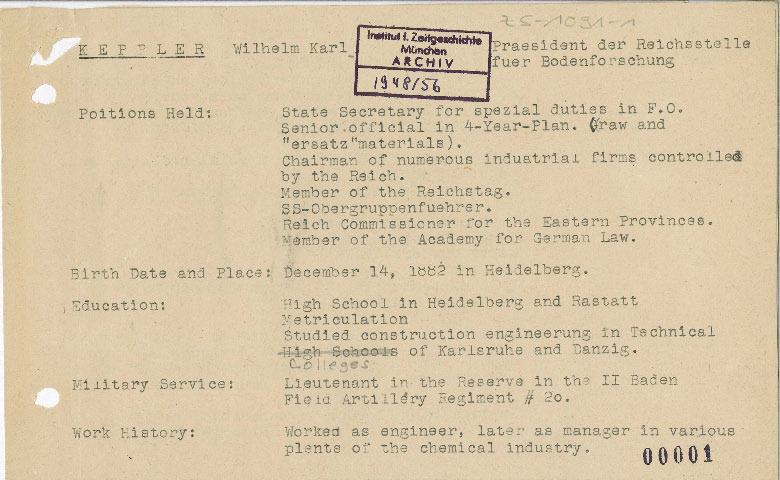 ZS-1091-1
KEPPLER Wilhelm Karl Praesident der Reichsstelle
fuer Bodenforschung
Institut f. Zeitgeschichte
München
ARCHIV
1948/56
Poitions Held: State Secretary for spezial duties in F.O.
Senior official in 4-Year-Plan. (raw and
"ersatz"materials).
Chairman of numerous industrial firms controlled
by the Reich.
Member of the Reichstag.
SS-Obergruppenfuehrer.
Reich Commissioner for the Eastern Provinces.
Member of the Academy for German Law.
Birth Date and Place: December 14, 1882 in Heidelberg.
Education: High School in Heidelberg and Rastatt
Metriculation
Studied construction engineerung in Technical
High Schools of Karlsruhe and Danzig.
Colleges
Military Service: Lieutenant in the Reserve in the II Baden
Field Artilléry Regiment # 2o.
Work History: Worked as engineer, later as manager in various
plents of the chemical industry.
00001